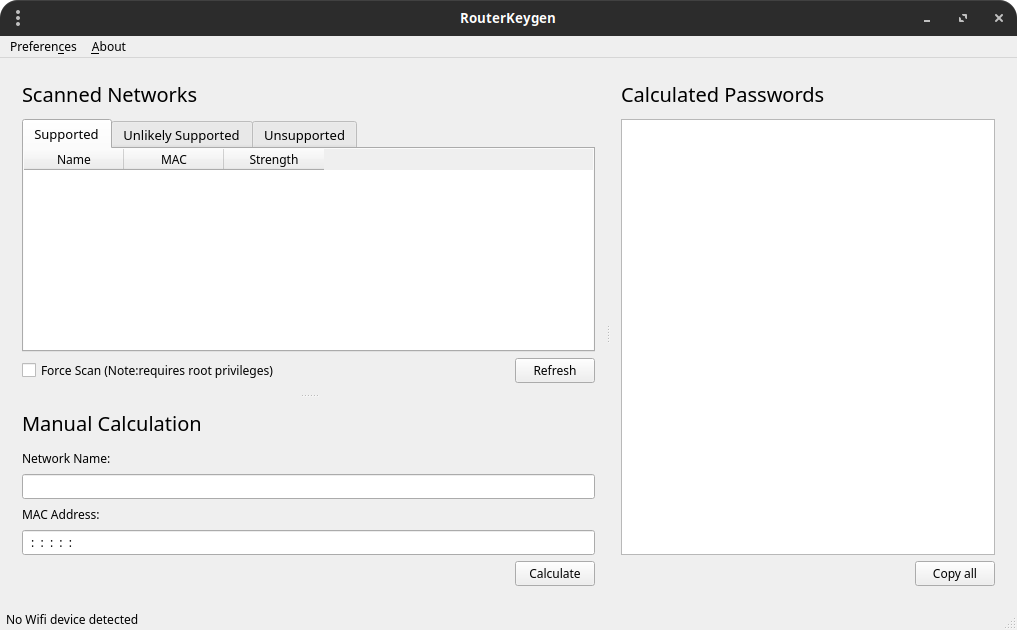 RouterKeygen
Preferences About
Scanned Networks
Supported Unlikely Supported Unsupported
Name MAC Strength
Force Scan (Note:requires root privileges)
Refresh
Manual Calculation
Network Name:
MAC Address:
: : : : :
Calculate
Calculated Passwords
Copy all
No Wifi device detected